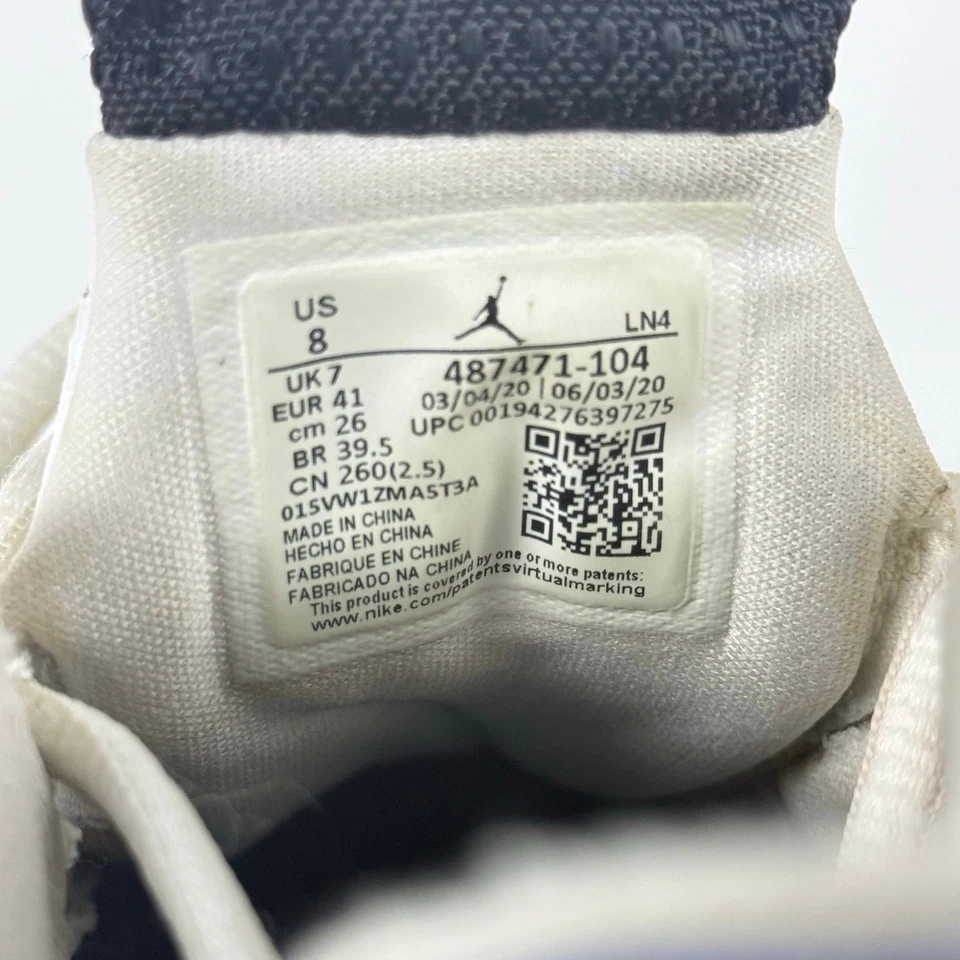 US
8
LN4
UK 7
487471-104
EUR 41
03/04/20 | 06/03/20
cm 26
UPC 00194276397275
BR 39.5
CN 260(2.5)
015VW1ZMA5T3A
MADE IN CHINA
HECHO EN CHINA
FABRIQUE EN CHINE
FABRICADO NA CHINA
This product is covered by one or more patents:
www.nike.com/patentsvirtualmarking